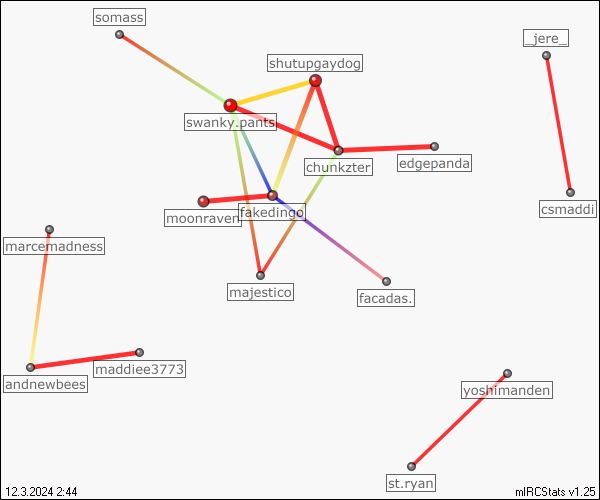 somass
_jere_
shutupgaydog
swanky.pants
chunkzter
edgepanda
csmaddi
moonraven
fakedingo
marcemadness
majestico
facadas.
maddiee3773
andnewbees
yoshimanden
st.ryan
12.3.2024 2:44
mIRCStats v1.25